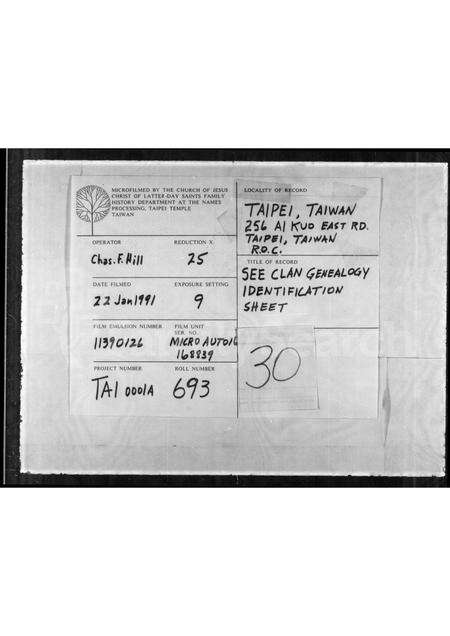 MICROFILMED BY THE CHURCH OF JESUS
CHRIST OF LATTER-DAY SAINTS FAMILY
HISTORY DEPARTMENT AT THE NAMES
PROCESSING, TAIPEI TEMPLE
TAIWAN
OPERATOR
Chas. F. Hill
REDUCTION X
25
DATE FILMED
22 Jan 1991
EXPOSURE SETTING
9
FILM EMULSION NUMBER
11390126
FILM UNIT
SER. NO.
MICRO AUTO16
168839
PROJECT NUMBER
TAI 0001A
ROLL NUMBER
693
LOCALITY OF RECORD
TAIPEI, TAIWAN
256 AI KUO EAST RD.
TAIPEI, TAIWAN
R.O.C.
TITLE OF RECORD
SEE CLAN GENEALOGY
IDENTIFICATION
SHEET
30